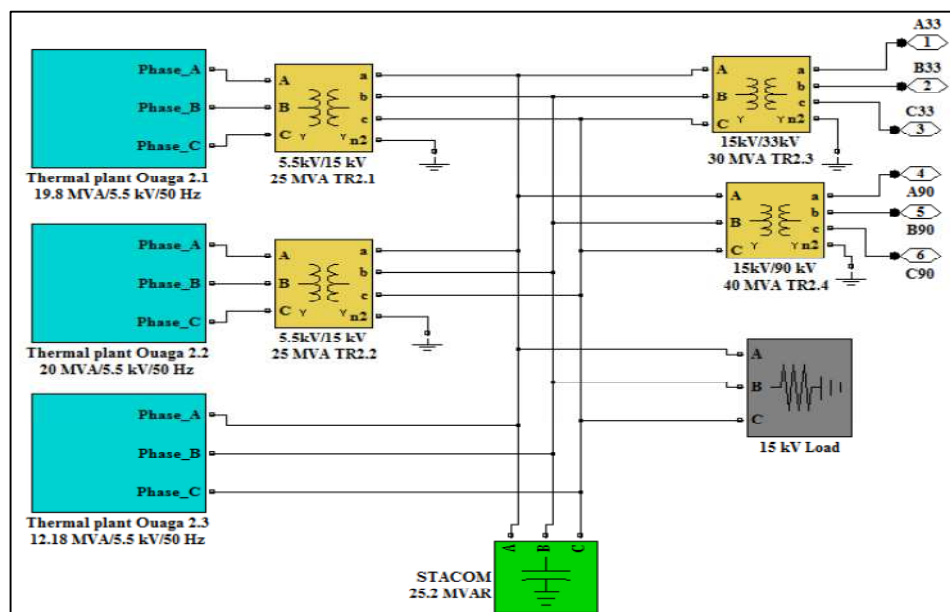 Phase_A
Phase_B
Phase_C
Thermal plant Ouaga 2.1
19.8 MVA/5.5 kV/50 Hz
A
B
C
a
b
c
n2
Y Y
5.5kV/15 kV
25 MVA TR2.1
A
B
C
a
b
c
n2
Y Y
15kV/33kV
30 MVA TR2.3
A33
1
B33
2
C33
3
A
B
C
a
b
c
n2
Y Y
15kV/90 kV
40 MVA TR2.4
4
A90
5
B90
6
C90
Phase_A
Phase_B
Phase_C
Thermal plant Ouaga 2.2
20 MVA/5.5 kV/50 Hz
A
B
C
a
b
c
n2
Y Y
5.5kV/15 kV
25 MVA TR2.2
A
B
C
15 kV Load
Phase_A
Phase_B
Phase_C
Thermal plant Ouaga 2.3
12.18 MVA/5.5 kV/50 Hz
A
B
C
STACOM
25.2 MVAR